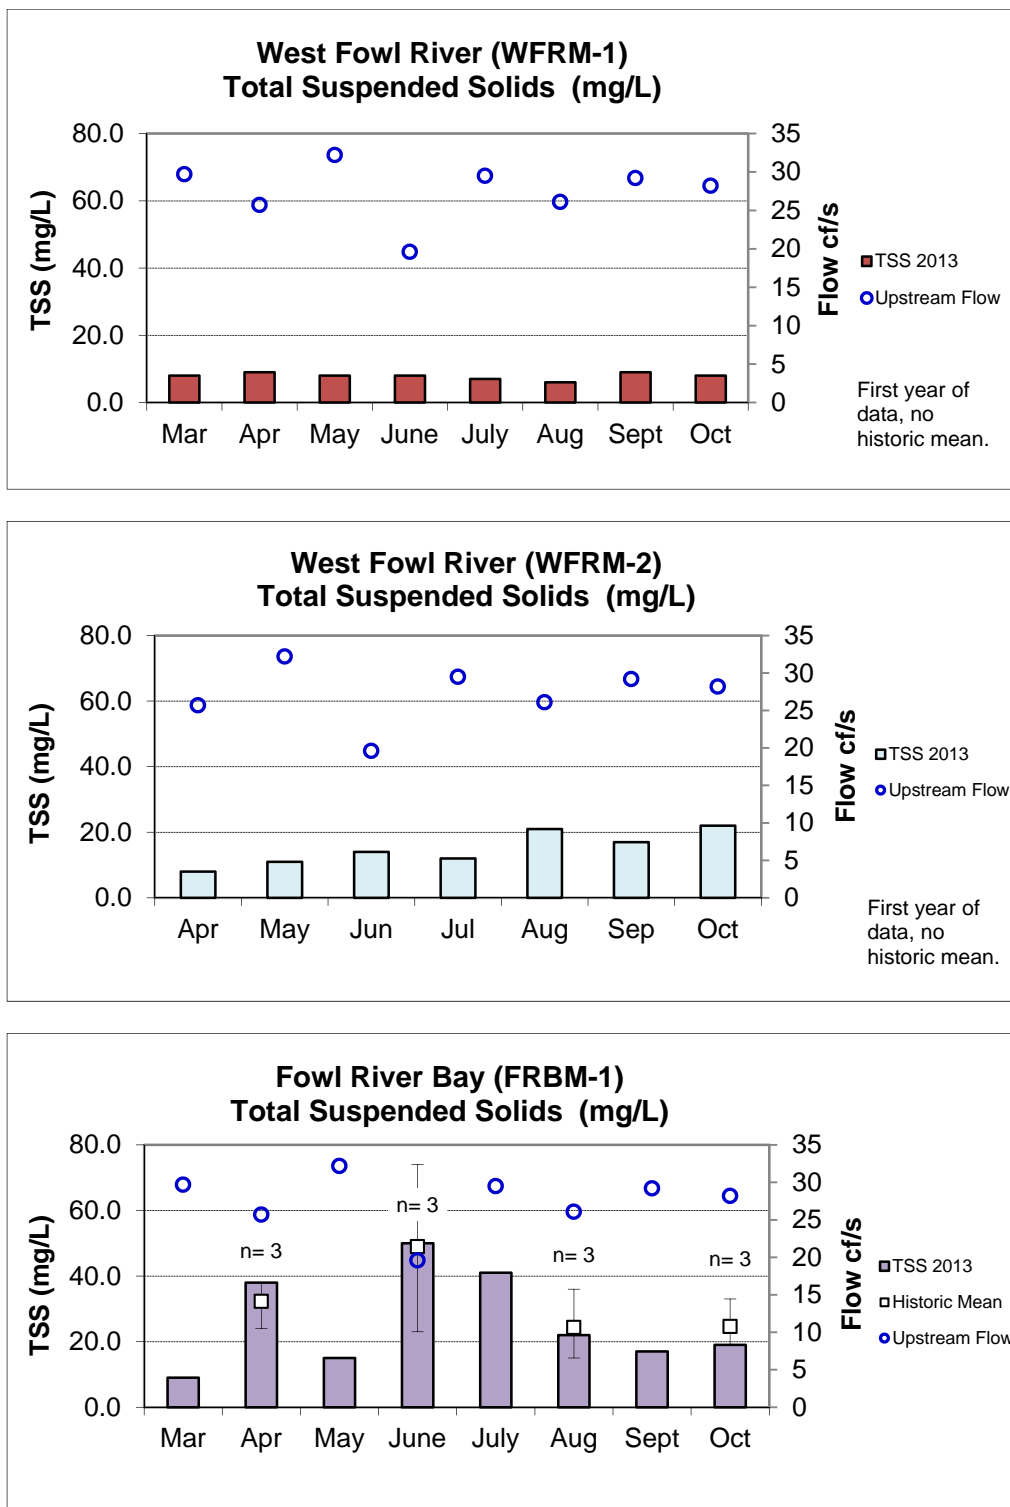 West Fowl River (WFRM-1)
Total Suspended Solids  (mg/L)
TSS (mg/L)
80.0
60.0
40.0
20.0
0.0
Mar Apr May June July Aug Sept Oct
35
30
25
20
15
10
5
0
Flow cf/s
TSS 2013
Upstream Flow
First year of
data, no
historic mean.
West Fowl River (WFRM-2)
Total Suspended Solids  (mg/L)
TSS (mg/L)
80.0
60.0
40.0
20.0
0.0
Apr May Jun Jul Aug Sep Oct
35
30
25
20
15
10
5
0
Flow cf/s
TSS 2013
Upstream Flow
First year of
data, no
historic mean.
Fowl River Bay (FRBM-1)
Total Suspended Solids  (mg/L)
TSS (mg/L)
80.0
60.0
40.0
20.0
0.0
n= 3
n= 3
n= 3
n= 3
Mar Apr May June July Aug Sept Oct
35
30
25
20
15
10
5
0
Flow cf/s
TSS 2013
Historic Mean
Upstream Flow